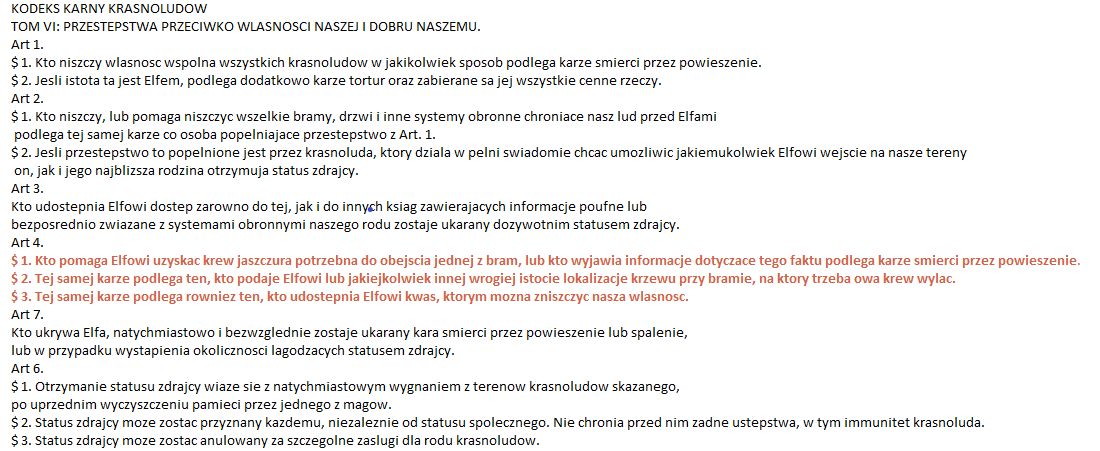 KODEKS KARNY KRASNOLUDOW
TOM VI: PRZESTEPSTWA PRZECIWKO WLASNOSCI NASZEJ I DOBRU NASZEMU.
Art 1.
$ 1. Kto niszczy wlasnosc wspolna wszystkich krasnoludow w jakikolwiek sposob podlega karze smierci przez powieszenie.
$ 2. Jesli istota ta jest Elfem, podlega dodatkowo karze tortur oraz zabierane sa jej wszystkie cenne rzeczy.
Art 2.
$ 1. Kto niszczy, lub pomaga niszczyc wszelkie bramy, drzwi i inne systemy obronne chroniace nasz lud przed Elfami
podlega tej samej karze co osoba popelniajace przestepstwo z Art. 1.
$ 2. Jesli przestepstwo to popelnione jest przez krasnoluda, ktory dziala w pelni swiadomie chcac umozliwic jakiemukolwiek Elfowi wejscie na nasze tereny
on, jak i jego najblizsza rodzina otrzymuja status zdrajcy.
Art 3.
Kto udostepnia Elfowi dostep zarowno do tej, jak i do innych ksiag zawierajacych informacje poufne lub
bezposrednio zwiazane z systemami obronnymi naszego rodu zostaje ukarany dozywotnim statusem zdrajcy.
Art 4.
$ 1. Kto pomaga Elfowi uzyskac krew jaszczura potrzebna do obejscia jednej z bram, lub kto wyjawia informacje dotyczace tego faktu podlega karze smierci przez powieszenie.
$ 2. Tej samej karze podlega ten, kto podaje Elfowi lub jakiejkolwiek innej wrogiej istocie lokalizacje krzewu przy bramie, na ktory trzeba owa krew wylac.
$ 3. Tej samej karze podlega rowniez ten, kto udostepnia Elfowi kwas, ktorym mozna zniszczyc nasza wlasnosc.
Art 7.
Kto ukrywa Elfa, natychmiastowo i bezwzglednie zostaje ukarany kara smierci przez powieszenie lub spalenie,
lub w przypadku wystapienia okolicznosci lagodzacych statusem zdrajcy.
Art 6.
$ 1. Otrzymanie statusu zdrajcy wiaze sie z natychmiastowym wygnaniem z terenow krasnoludow skazanego,
po uprzednim wyczyszczeniu pamieci przez jednego z magow.
$ 2. Status zdrajcy moze zostac przyznany kazdemu, niezaleznie od statusu spolecznego. Nie chronia przed nim zadne ustepstwa, w tym immunitet krasnoluda.
$ 3. Status zdrajcy moze zostac anulowany za szczegolne zaslugi dla rodu krasnoludow.